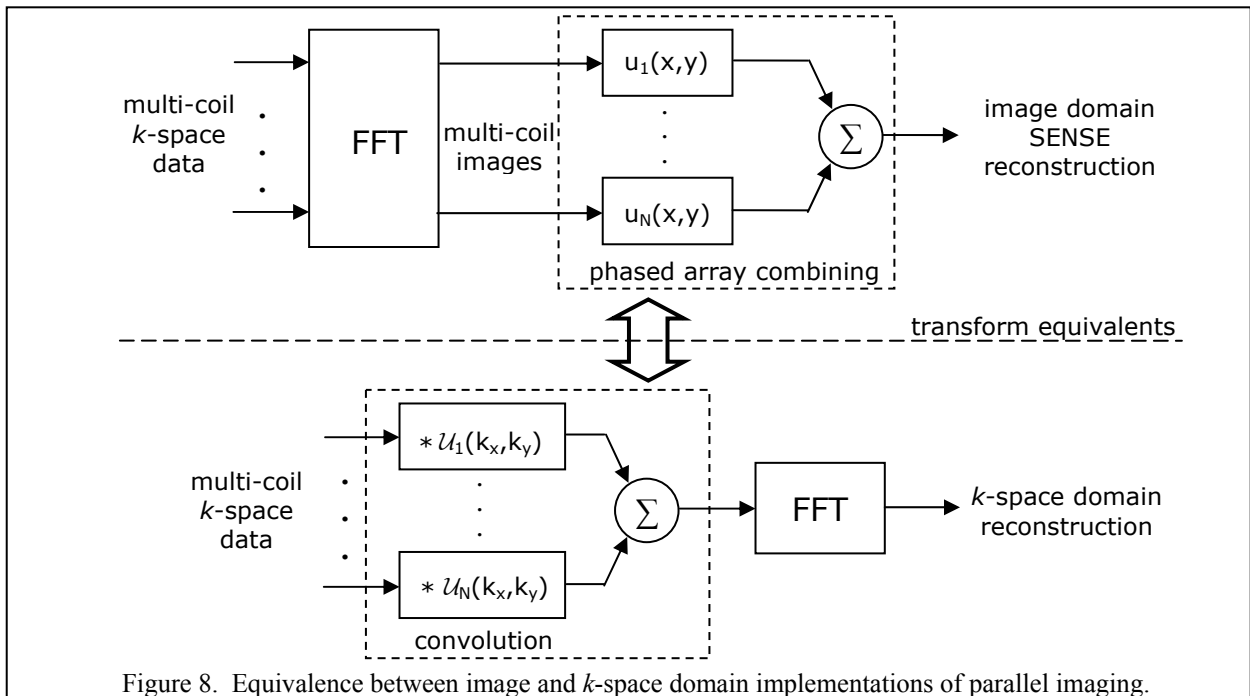 multi-coil
k-space
data
FFT
multi-coil
images
u₁(x,y)
uN(x,y)
∑
phased array combining
image domain
SENSE
reconstruction
transform equivalents
multi-coil
k-space
data
* 𝒰₁(kx,ky)
* 𝒰N(kx,ky)
convolution
∑
FFT
k-space domain
reconstruction
Figure 8. Equivalence between image and k-space domain implementations of parallel imaging.